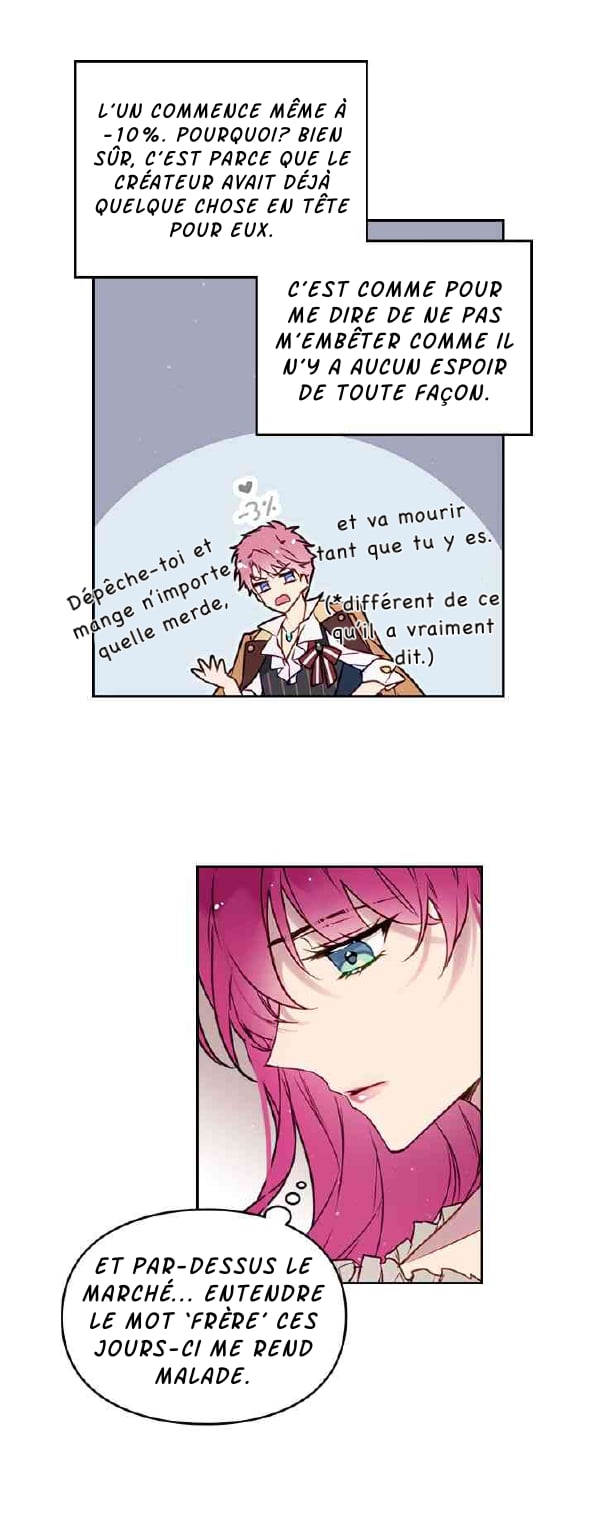 L'UN COMMENCE MÊME À
-10%. POURQUOI? BIEN
SÛR, C'EST PARCE QUE LE
CRÉATEUR AVAIT DÉJÀ
QUELQUE CHOSE EN TÊTE
POUR EUX.
C'EST COMME POUR
ME DIRE DE NE PAS
M'EMBÊTER COMME IL
N'Y A AUCUN ESPOIR
DE TOUTE FAÇON.
-3%
Dépêche-toi et
mange n'importe
quelle merde,
et va mourir
tant que tu y es.
(*différent de ce
qu'il a vraiment
dit.)
ET PAR-DESSUS LE
MARCHÉ... ENTENDRE
LE MOT 'FRÈRE' CES
JOURS-CI ME REND
MALADE.